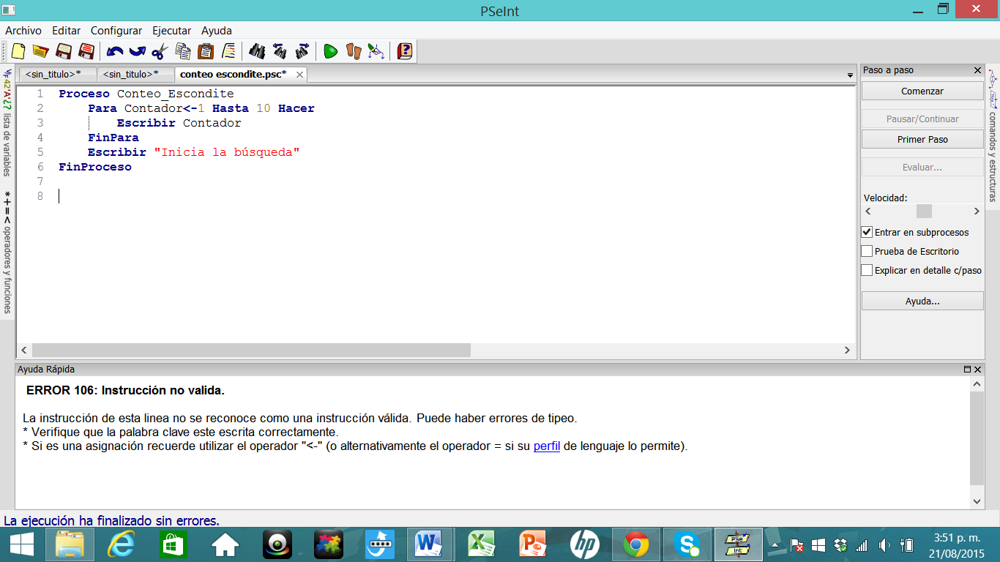 PSeInt
Archivo Editar Configurar Ejecutar Ayuda
<sin_titulo>* <sin_titulo>* conteo escondite.psc*
1 Proceso Conteo_Escondite
2 Para Contador<-1 Hasta 10 Hacer
3 Escribir Contador
4 FinPara
5 Escribir "Inicia la búsqueda"
6 FinProceso
7
8
lista de variables
*+=< operadores y funciones
Paso a paso
Comenzar
Pausar/Continuar
Primer Paso
Evaluar...
Velocidad:
Entrar en subprocesos
Prueba de Escritorio
Explicar en detalle c/paso
Ayuda...
comandos y estructuras
Ayuda Rápida
ERROR 106: Instrucción no valida.
La instrucción de esta linea no se reconoce como una instrucción válida. Puede haber errores de tipeo.
* Verifique que la palabra clave este escrita correctamente.
* Si es una asignación recuerde utilizar el operador "<-" (o alternativamente el operador = si su perfil de lenguaje lo permite).
La ejecución ha finalizado sin errores.
3:51 p. m.
21/08/2015